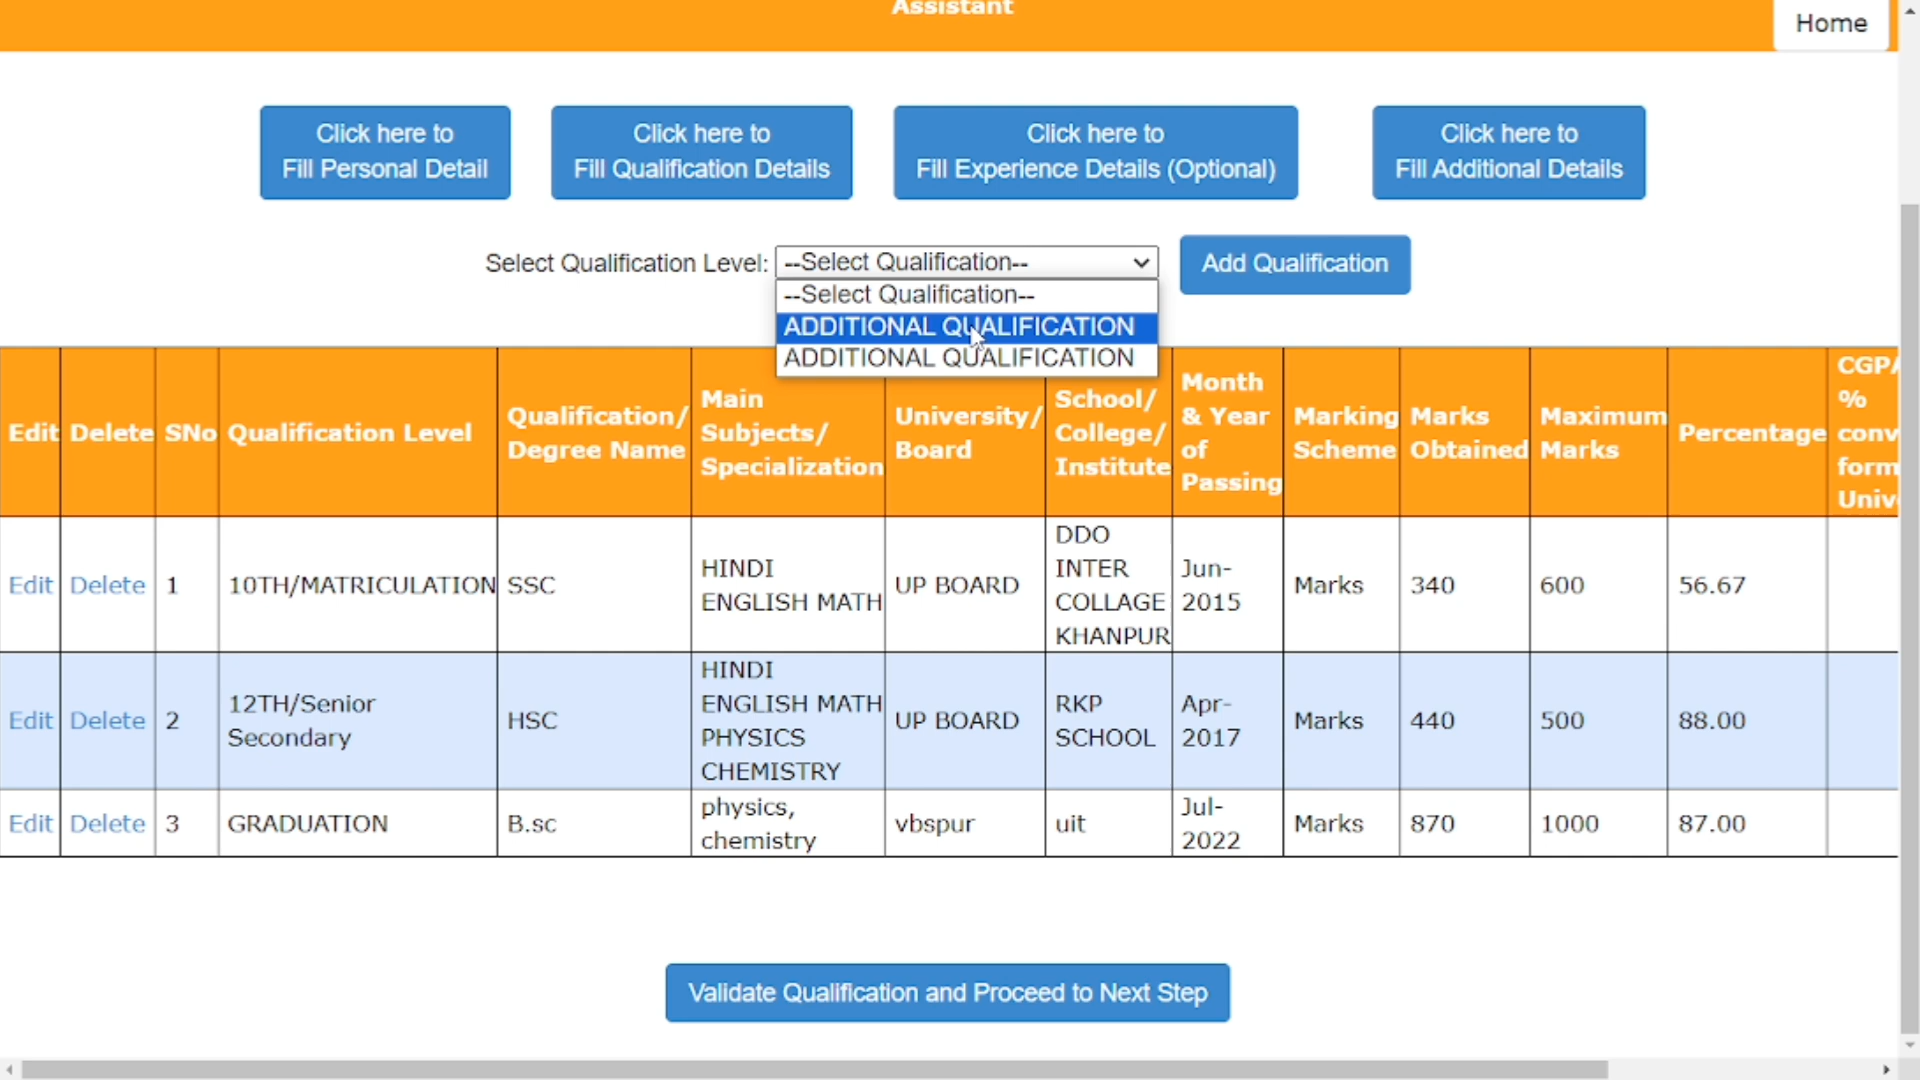 Assistant
Home
Click here to
Fill Personal Detail
Click here to
Fill Qualification Details
Click here to
Fill Experience Details (Optional)
Click here to
Fill Additional Details
Select Qualification Level: --Select Qualification-- Add Qualification
--Select Qualification--
ADDITIONAL QUALIFICATION
ADDITIONAL QUALIFICATION
Edit
Delete
SNo
Qualification Level
Qualification/
Degree Name
Main
Subjects/
Specialization
University/
Board
School/
College/
Institute
Month
& Year
of
Passing
Marking
Scheme
Marks
Obtained
Maximum
Marks
Percentage
CGPA
%
conv
form
Univ
Edit
Delete
1
10TH/MATRICULATION
SSC
HINDI
ENGLISH MATH
UP BOARD
DDO
INTER
COLLAGE
KHANPUR
Jun-
2015
Marks
340
600
56.67
Edit
Delete
2
12TH/Senior
Secondary
HSC
HINDI
ENGLISH MATH
PHYSICS
CHEMISTRY
UP BOARD
RKP
SCHOOL
Apr-
2017
Marks
440
500
88.00
Edit
Delete
3
GRADUATION
B.sc
physics,
chemistry
vbspur
uit
Jul-
2022
Marks
870
1000
87.00
Validate Qualification and Proceed to Next Step